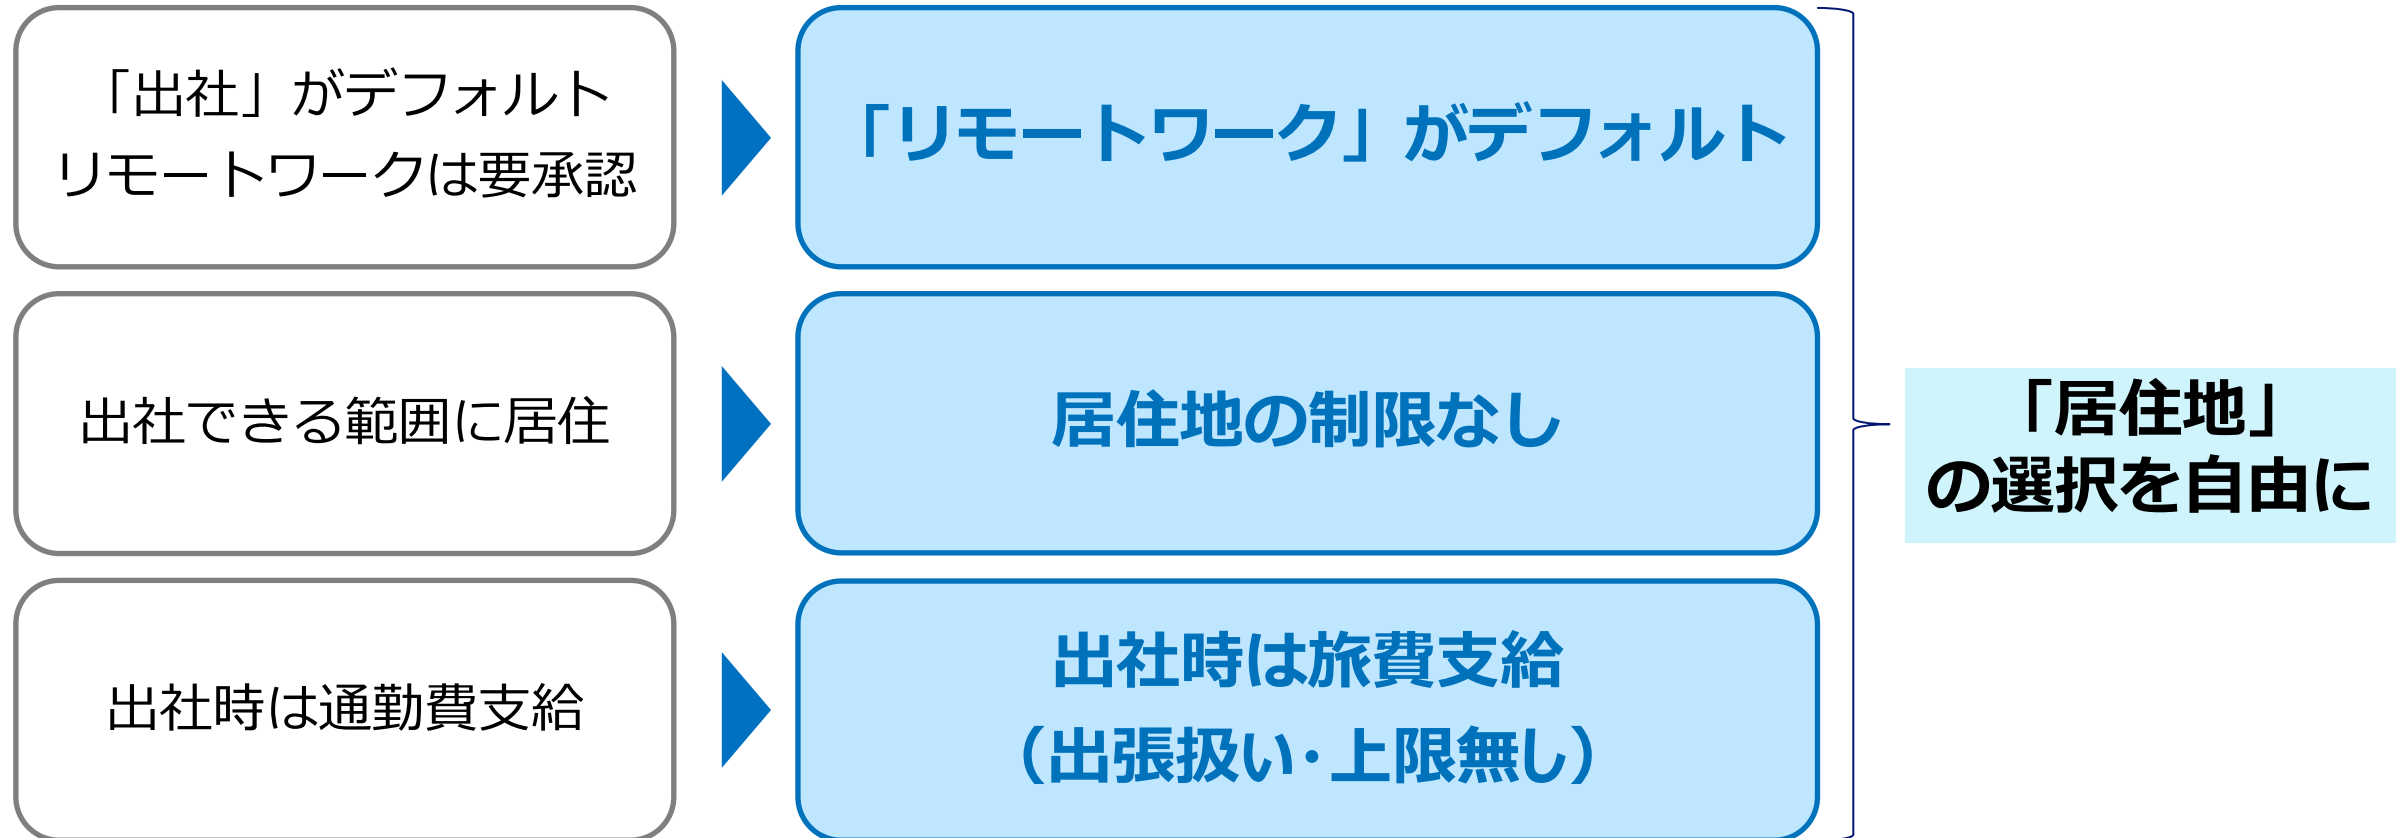 「出社」がデフォルト
リモートワークは要承認
「リモートワーク」がデフォルト
出社できる範囲に居住
居住地の制限なし
出社時は通勤費支給
出社時は旅費支給
（出張扱い・上限無し）
「居住地」
の選択を自由に